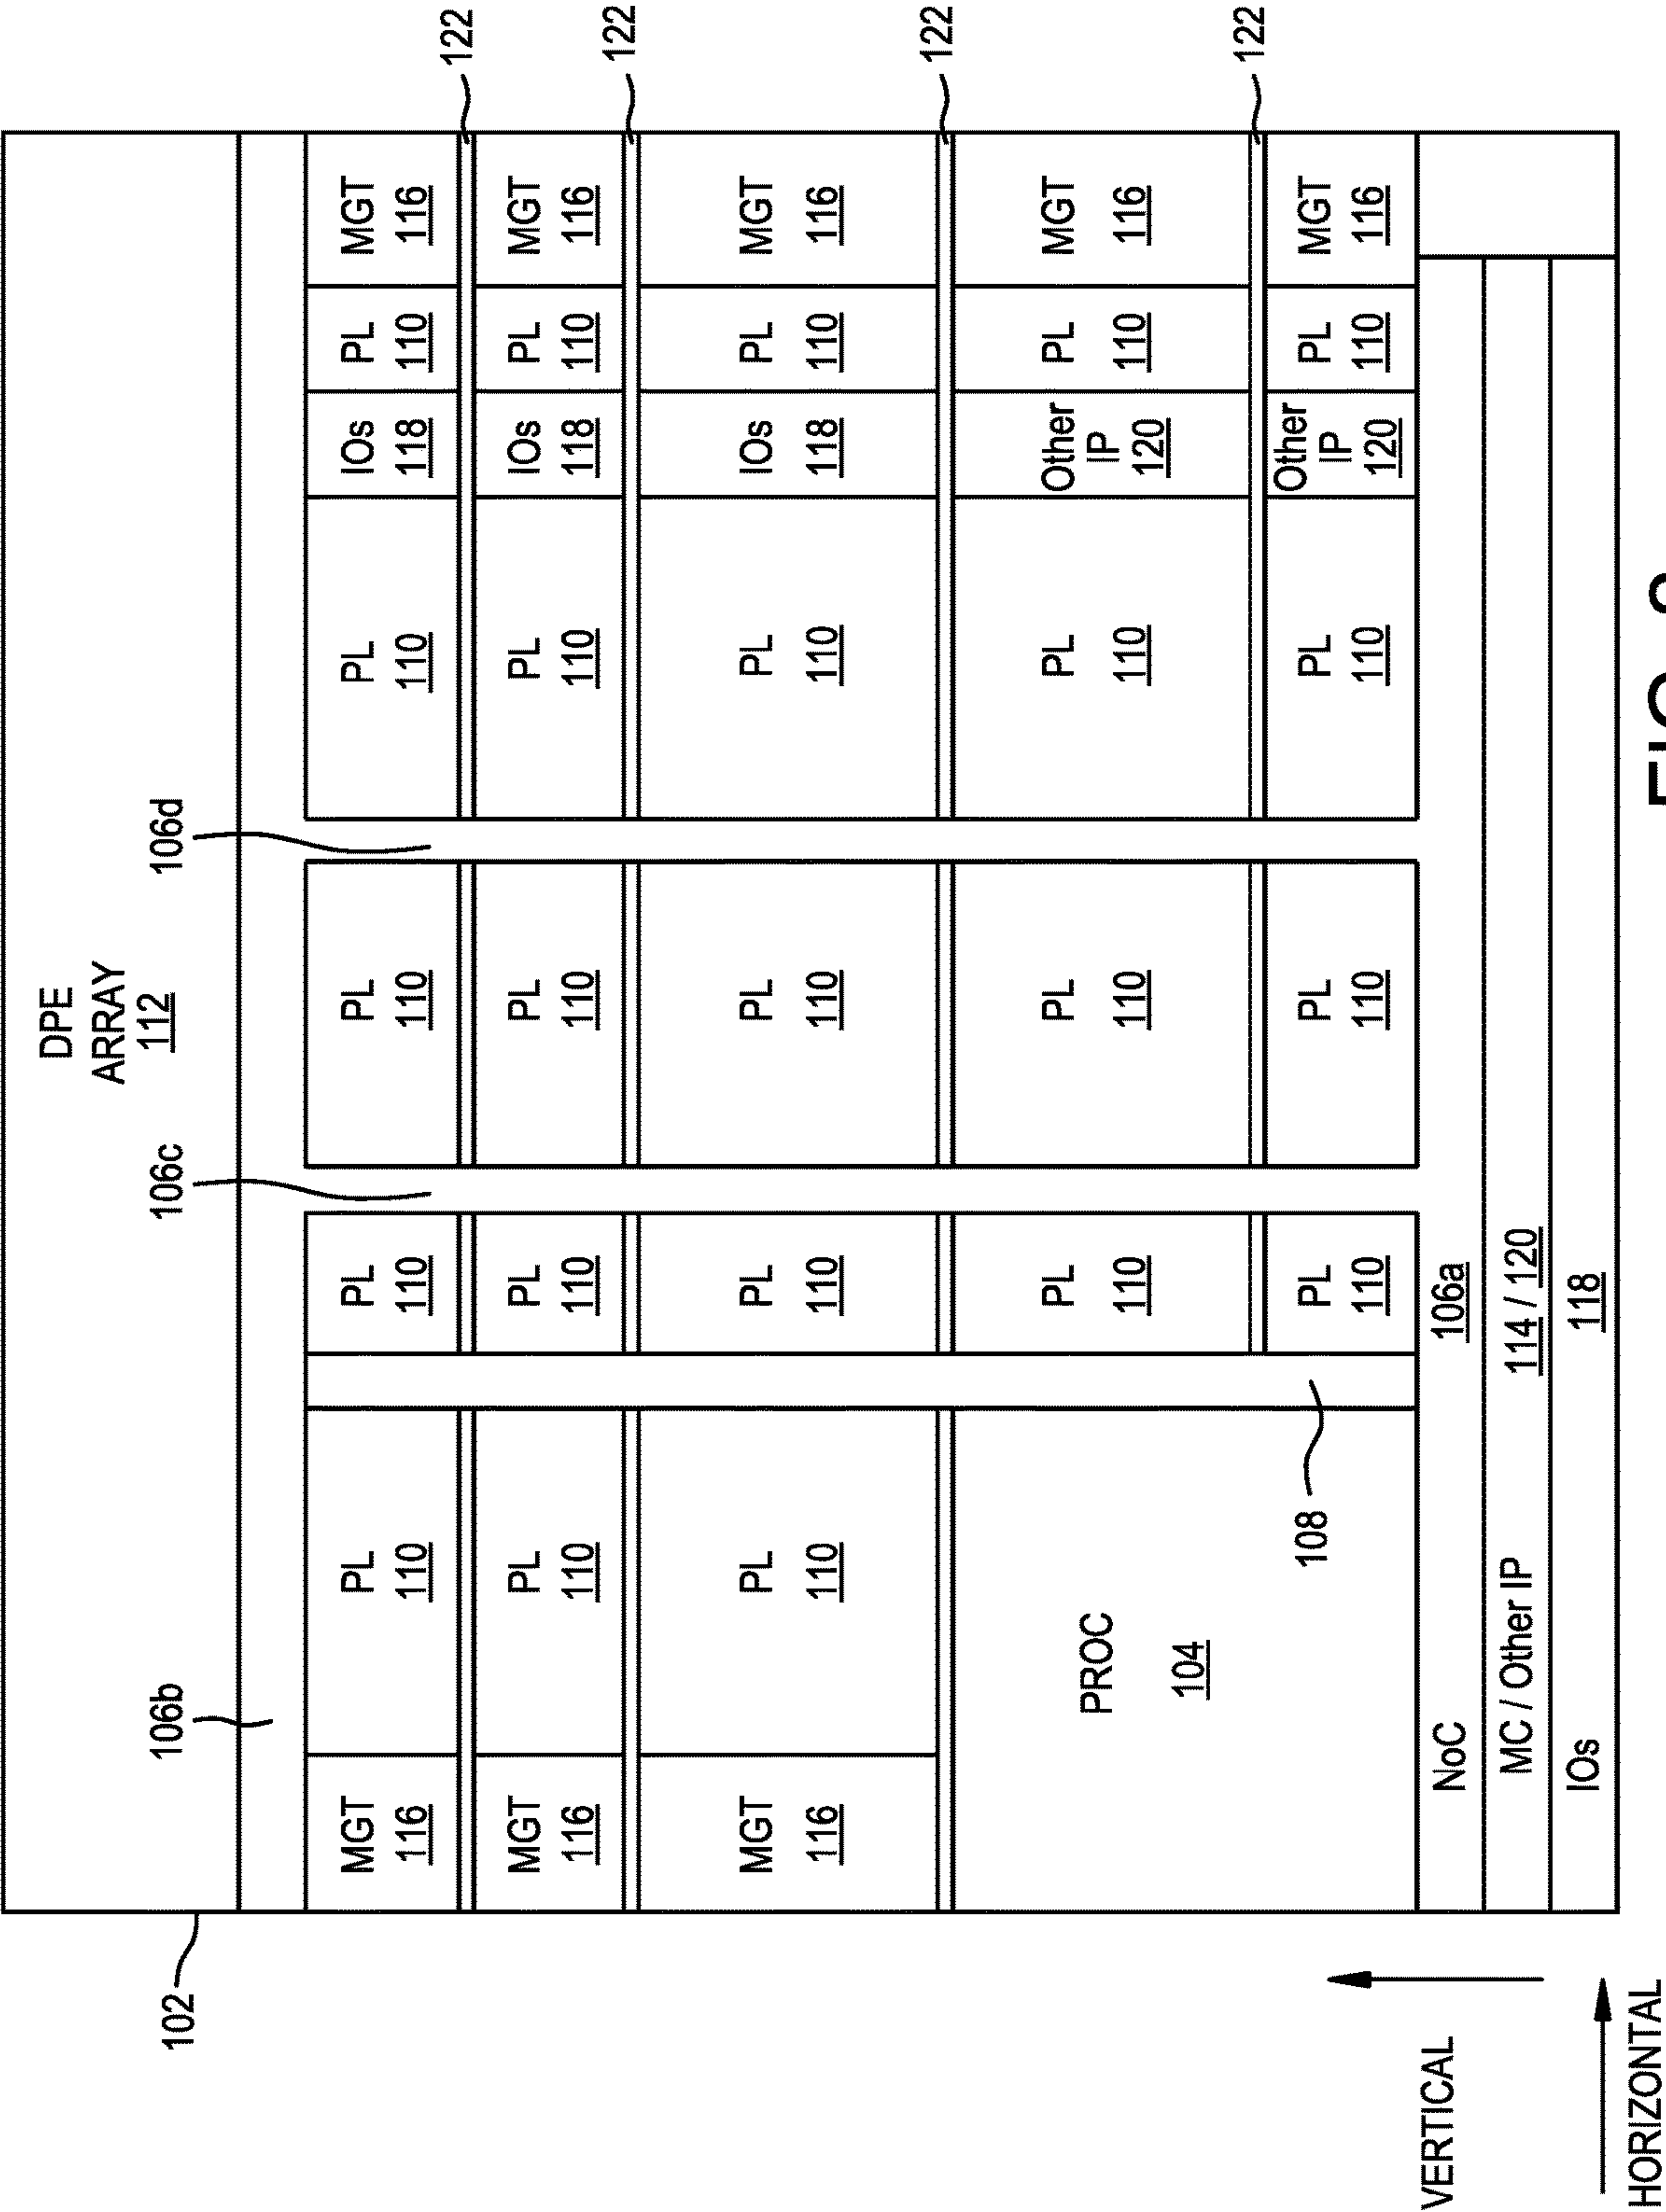 DPE
ARRAY
112
102
106b
106c
106d
MGT PL PL PL PL IOs PL MGT
116 110 110 110 110 118 110 116
122
MGT PL PL PL PL IOs PL MGT
116 110 110 110 110 118 110 116
122
MGT PL PL PL PL IOs PL MGT
116 110 110 110 110 118 110 116
122
PROC
104
PL PL PL Other IP PL MGT
110 110 110 120 110 116
122
108
PL PL PL Other IP PL MGT
110 110 110 120 110 116
NoC 106a
MC / Other IP 114 / 120
IOs 118
VERTICAL
HORIZONTAL